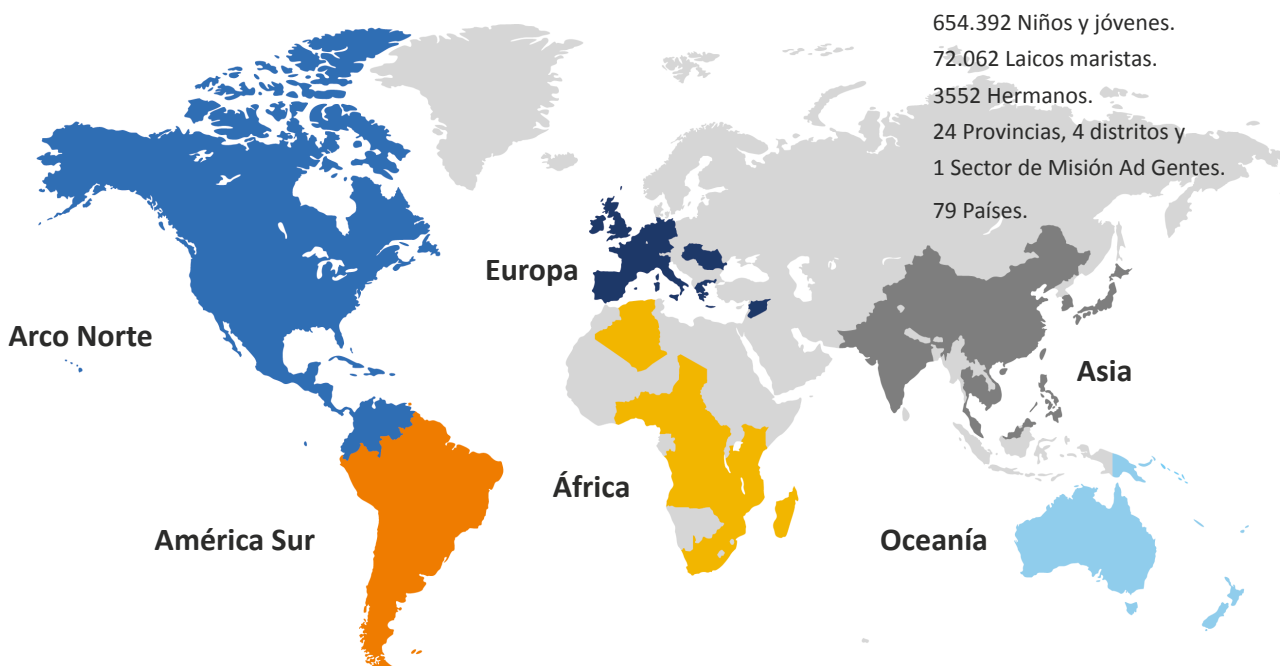 654.392 Niños y jóvenes.
72.062 Laicos maristas.
3552 Hermanos.
24 Provincias, 4 distritos y
1 Sector de Misión Ad Gentes.
79 Países.
Europa
Arco Norte
Asia
África
América Sur
Oceanía